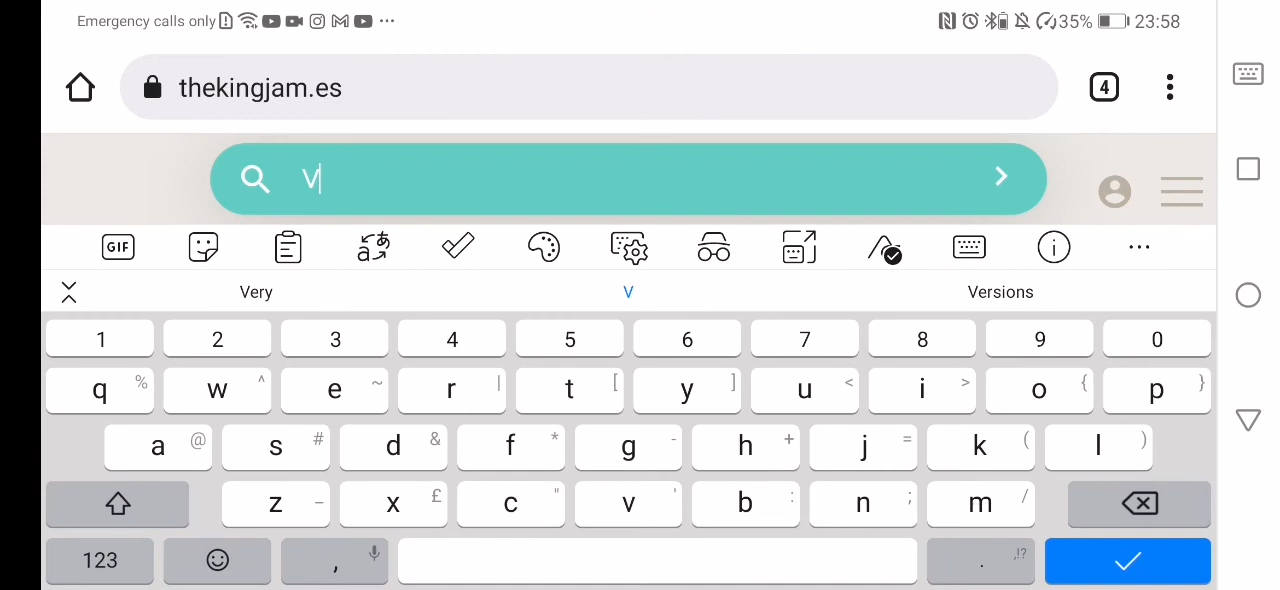 Emergency calls only 35% 23:58
thekingjam.es 4
V
GIF
Very V Versions
1 2 3 4 5 6 7 8 9 0
q % w ^ e ~ r | t [ y ] u < i > o { p }
a @ s # d & f * g - h + j = k ( l )
z _ x £ c " v ' b : n ; m /
123 , . ,!?